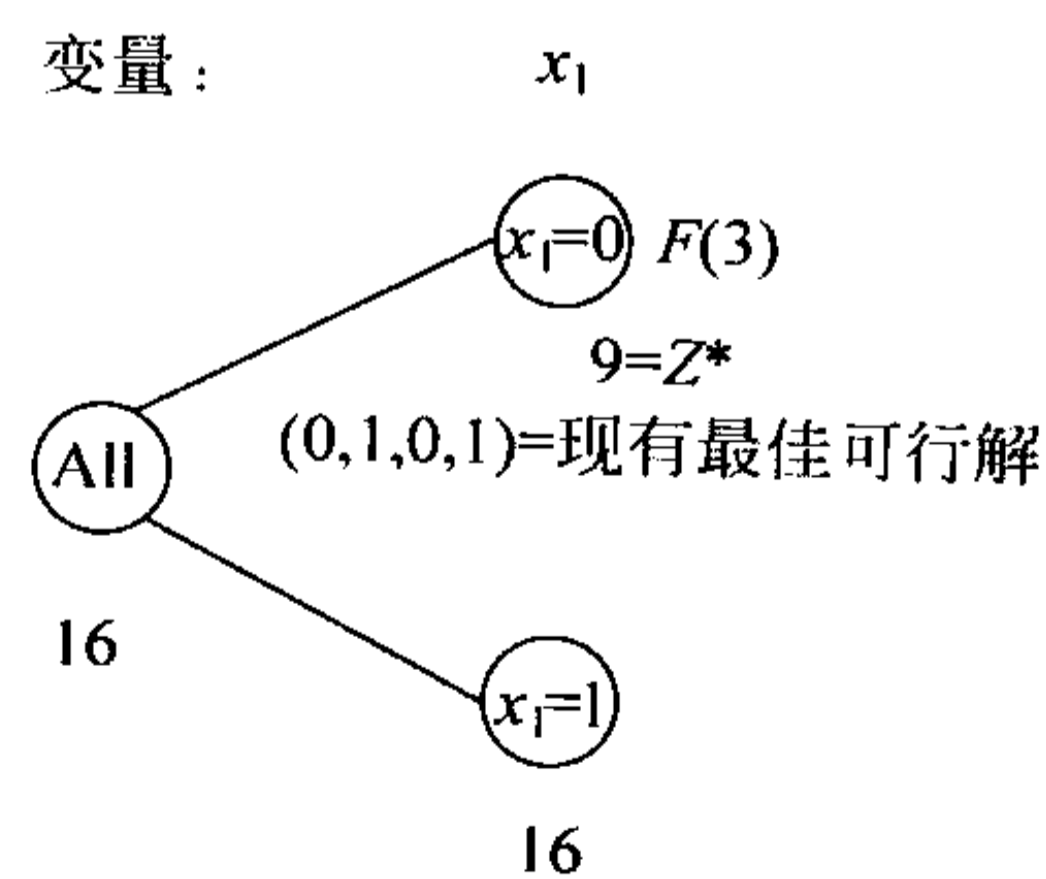 变量： x₁
x₁=0 F(3)
9=Z*
(0,1,0,1)=现有最佳可行解
All
16
x₁=1
16